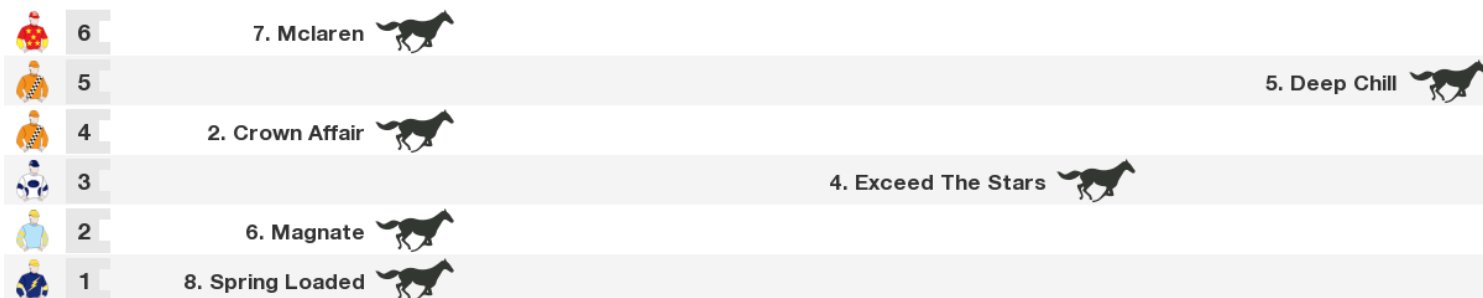 6 7. Mclaren
5 5. Deep Chill
4 2. Crown Affair
3 4. Exceed The Stars
2 6. Magnate
1 8. Spring Loaded